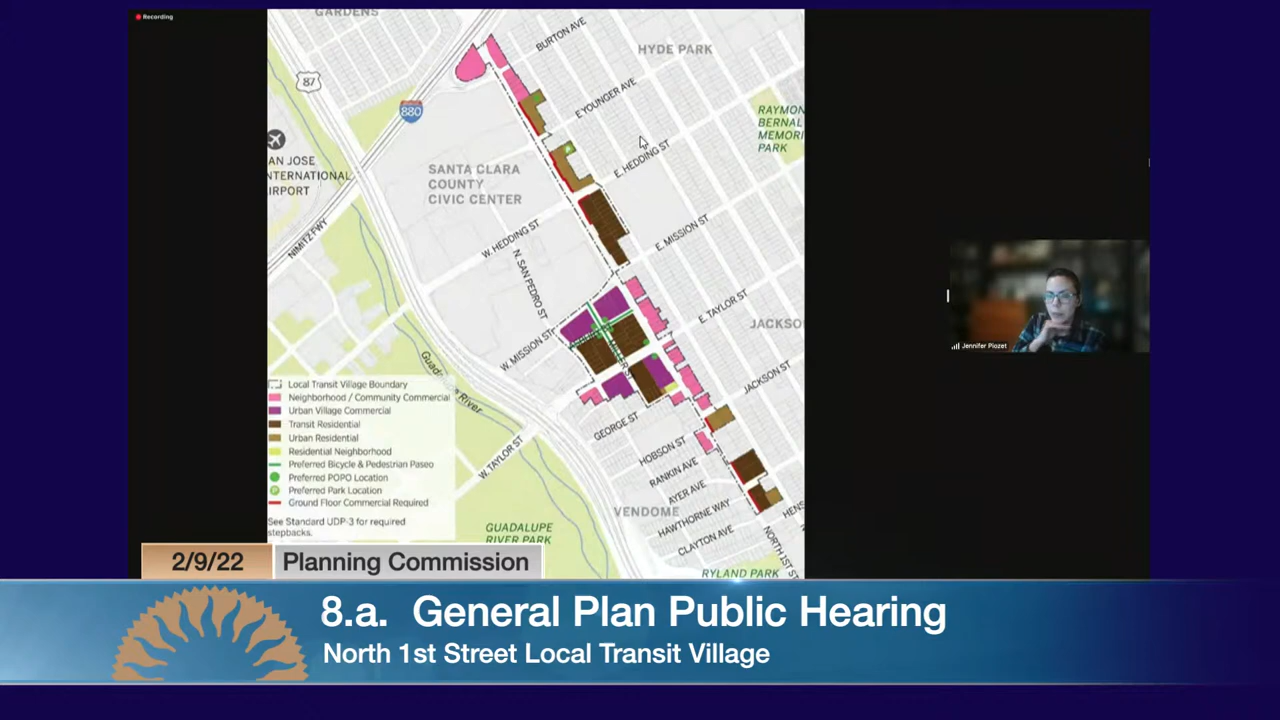 Recording
GARDENS
BURTON AVE
HYDE PARK
87
880
E YOUNGER AVE
RAYMON
BERNAL
MEMORI
PARK
AN JOSE
NTERNATIONAL
IRPORT
SANTA CLARA
COUNTY
CIVIC CENTER
E. HEDDING ST
NIMITZ FWY
W. HEDDING ST
E. MISSION ST
N. SAN PEDRO ST
E. TAYLOR ST
JACKSO
W. MISSION ST
JACKSON ST
Guada
e River
Local Transit Village Boundary
Neighborhood / Community Commercial
Urban Village Commercial
Transit Residential
Urban Residential
Residential Neighborhood
Preferred Bicycle & Pedestrian Paseo
Preferred POPO Location
P Preferred Park Location
Ground Floor Commercial Required
See Standard UDP-3 for required
stepbacks.
GEORGE ST
HOBSON ST
W. TAYLOR ST
RANKIN AVE
AYER AVE
VENDOME
HAWTHORNE WAY
HENS
CLAYTON AVE
NORTH 1ST ST
GUADALUPE
RIVER PARK
RYLAND PARK
Jennifer Piozet
2/9/22
Planning Commission
8.a. General Plan Public Hearing
North 1st Street Local Transit Village